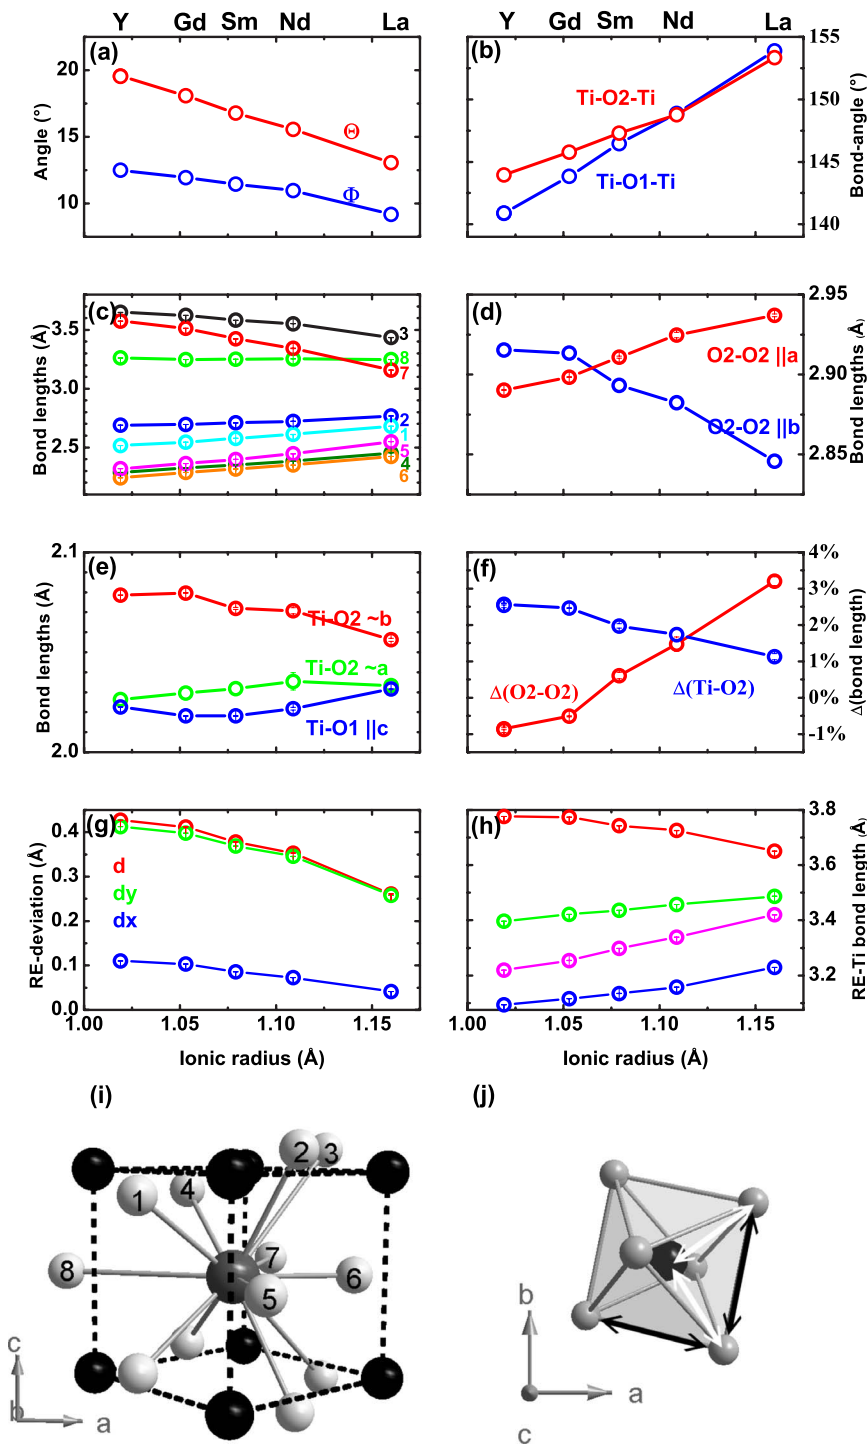 Y Gd Sm Nd La
Y Gd Sm Nd La
(a)
20
15
10
Angle (°)
Θ
Φ
(b)
155
150
145
140
Bond-angle (°)
Ti-O2-Ti
Ti-O1-Ti
(c)
3.5
3.0
2.5
Bond lengths (Å)
3
8
7
2
1
5
4
6
(d)
2.95
2.90
2.85
Bond lengths (Å)
O2-O2 ||a
O2-O2 ||b
(e)
2.1
2.0
Bond lengths (Å)
Ti-O2 ~b
Ti-O2 ~a
Ti-O1 ||c
(f)
4%
3%
2%
1%
0%
-1%
Δ(bond length)
Δ(O2-O2)
Δ(Ti-O2)
(g)
0.4
0.3
0.2
0.1
0.0
RE-deviation (Å)
d
dy
dx
1.00 1.05 1.10 1.15
Ionic radius (Å)
(h)
3.8
3.6
3.4
3.2
RE-Ti bond length (Å)
1.00 1.05 1.10 1.15
Ionic radius (Å)
(i)
2 3
1 4
7
8 6
5
c
b a
(j)
b
a
c